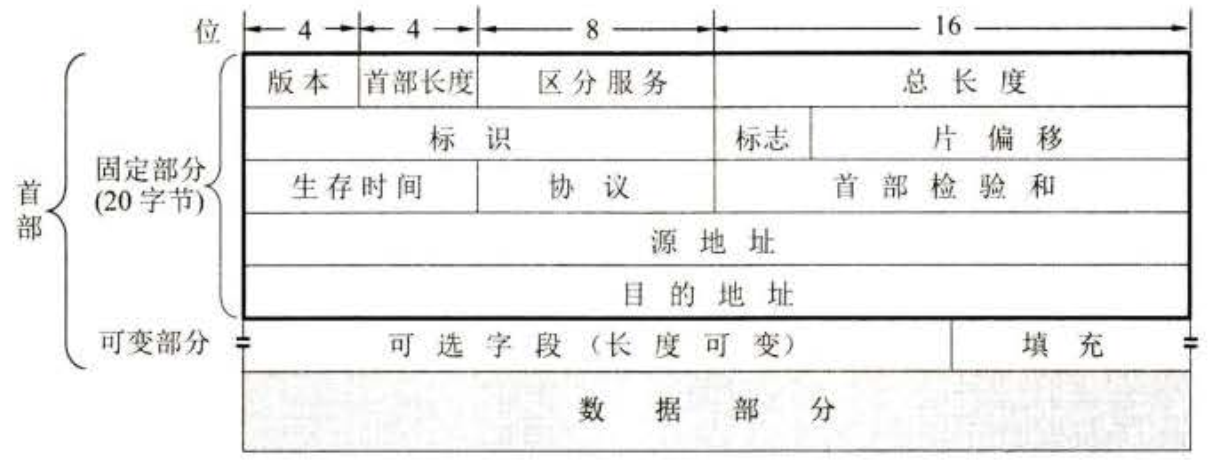 位 4 4 8 16
版本 首部长度 区分服务 总长度
标识 标志 片偏移
固定部分
(20 字节)
首部
生存时间 协议 首部检验和
源地址
目的地址
可变部分 可选字段（长度可变） 填充
数据部分